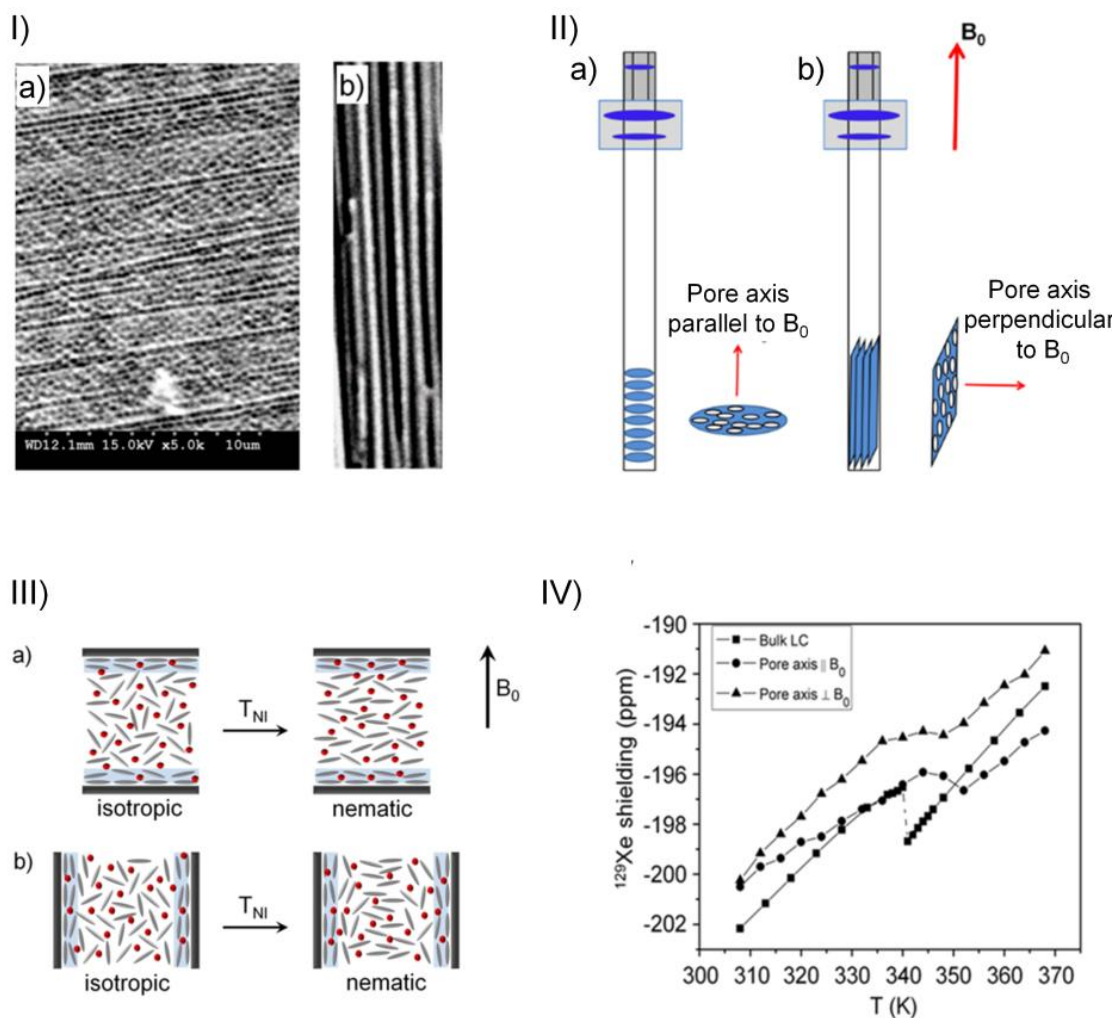 I)
a)
b)
WD12.1mm 15.0kV x5.0k 10um
II)
a)
b)
B0
Pore axis
parallel to B0
Pore axis
perpendicular
to B0
III)
a)
TNI
isotropic
nematic
B0
b)
TNI
isotropic
nematic
IV)
Bulk LC
Pore axis || B0
Pore axis ⊥ B0
129Xe shielding (ppm)
-190
-192
-194
-196
-198
-200
-202
300 310 320 330 340 350 360 370
T (K)